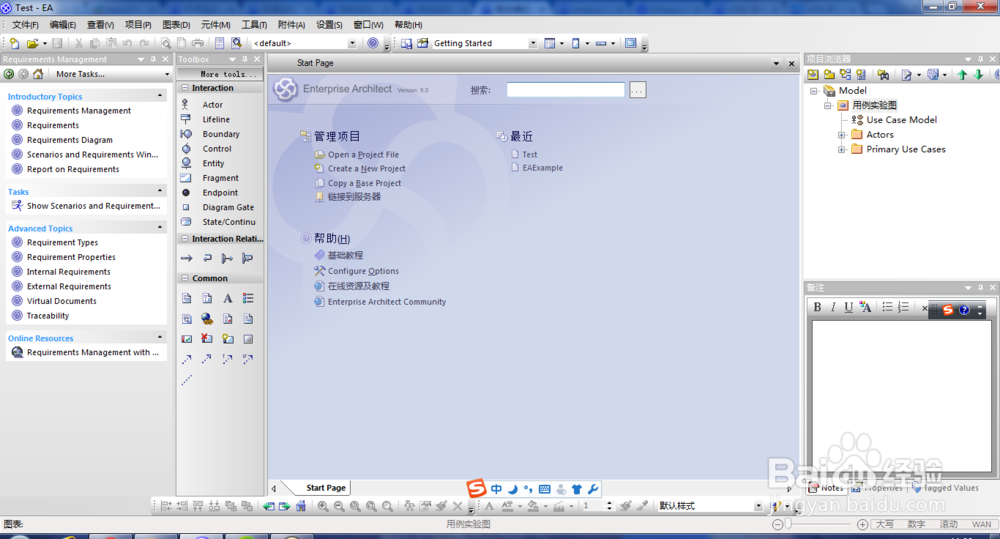 Test - EA
文件(F) 编辑(E) 查看(V) 项目(P) 图表(D) 元件(M) 工具(T) 附件(A) 设置(S) 窗口(W) 帮助(H)
<default>
Getting Started
Requirements Management
More Tasks...
Introductory Topics
Requirements Management
Requirements
Requirements Diagram
Scenarios and Requirements Win...
Report on Requirements
Tasks
Show Scenarios and Requirement...
Advanced Topics
Requirement Types
Requirement Properties
Internal Requirements
External Requirements
Virtual Documents
Traceability
Online Resources
Requirements Management with ...
Toolbox
More tools...
Interaction
Actor
Lifeline
Boundary
Control
Entity
Fragment
Endpoint
Diagram Gate
State/Continu
Interaction Relati...
Common
Start Page
Enterprise Architect Version 8.0
搜索:
...
管理项目
Open a Project File
Create a New Project
Copy a Base Project
链接到服务器
最近
Test
EAExample
帮助(H)
基础教程
Configure Options
在线资源及教程
Enterprise Architect Community
Start Page
中
项目浏览器
Model
用例实验图
Use Case Model
Actors
Primary Use Cases
备注
B I U A
Notes Properties Tagged Values
1
默认样式
图表:
用例实验图
大写 数字 滚动 WAN
Baidu经验
jingyan.baidu.com